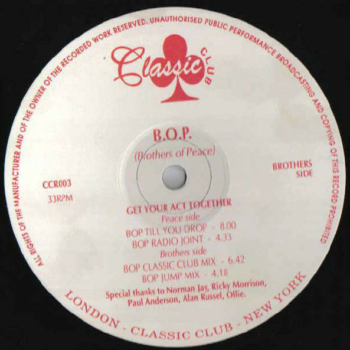 ALL RIGHTS OF THE MANUFACTURER AND OF THE OWNER OF THE RECORDED WORK RESERVED. UNAUTHORISED PUBLIC PERFORMANCE BROADCASTING AND COPYING OF THIS RECORD PROHIBITED
Classic
CLUB
B.O.P.
(Brothers of Peace)
CCR003
33RPM
BROTHERS
SIDE
GET YOUR ACT TOGETHER
Peace side
BOP TILL YOU DROP - 8.00
BOP RADIO JOINT - 4.35
Brothers side
BOP CLASSIC CLUB MIX - 6.42
BOP JUMP MIX - 4.18
Special thanks to Norman Jay, Ricky Morrison,
Paul Anderson, Alan Russel, Ollie.
LONDON - CLASSIC CLUB - NEW YORK